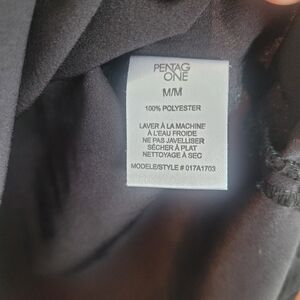 PENTAG
ONE
M/M
100% POLYESTER
LAVER À LA MACHINE
À L'EAU FROIDE
NE PAS JAVELLISER
SÉCHER À PLAT
NETTOYAGE À SEC
MODELE/STYLE # 017A1703